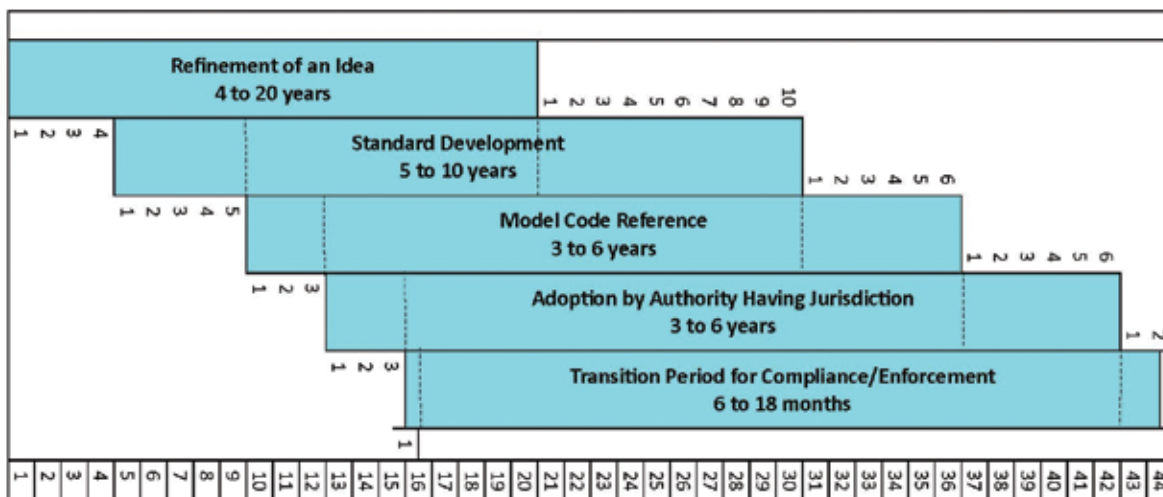 Refinement of an Idea
4 to 20 years
1 2 3 4 5 6 7 8 9 10
1 2 3 4
Standard Development
5 to 10 years
1 2 3 4 5 6
1 2 3 4 5
Model Code Reference
3 to 6 years
1 2 3 4 5 6
1 2 3
Adoption by Authority Having Jurisdiction
3 to 6 years
1 2
1 2 3
Transition Period for Compliance/Enforcement
6 to 18 months
1
1 2 3 4 5 6 7 8 9 10 11 12 13 14 15 16 17 18 19 20 21 22 23 24 25 26 27 28 29 30 31 32 33 34 35 36 37 38 39 40 41 42 43 44